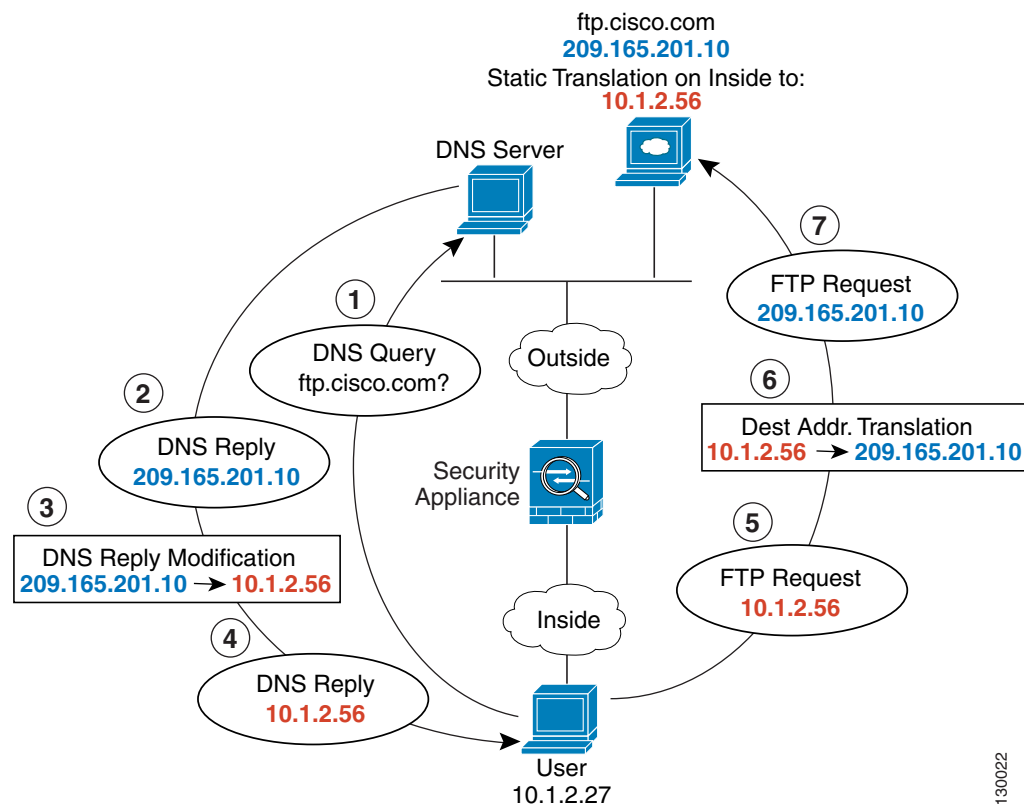 ftp.cisco.com
209.165.201.10
Static Translation on Inside to:
10.1.2.56
DNS Server
7
FTP Request
209.165.201.10
1
DNS Query
ftp.cisco.com?
Outside
2
DNS Reply
209.165.201.10
6
Dest Addr. Translation
10.1.2.56 → 209.165.201.10
Security
Appliance
3
DNS Reply Modification
209.165.201.10 → 10.1.2.56
5
FTP Request
10.1.2.56
Inside
4
DNS Reply
10.1.2.56
User
10.1.2.27
130022